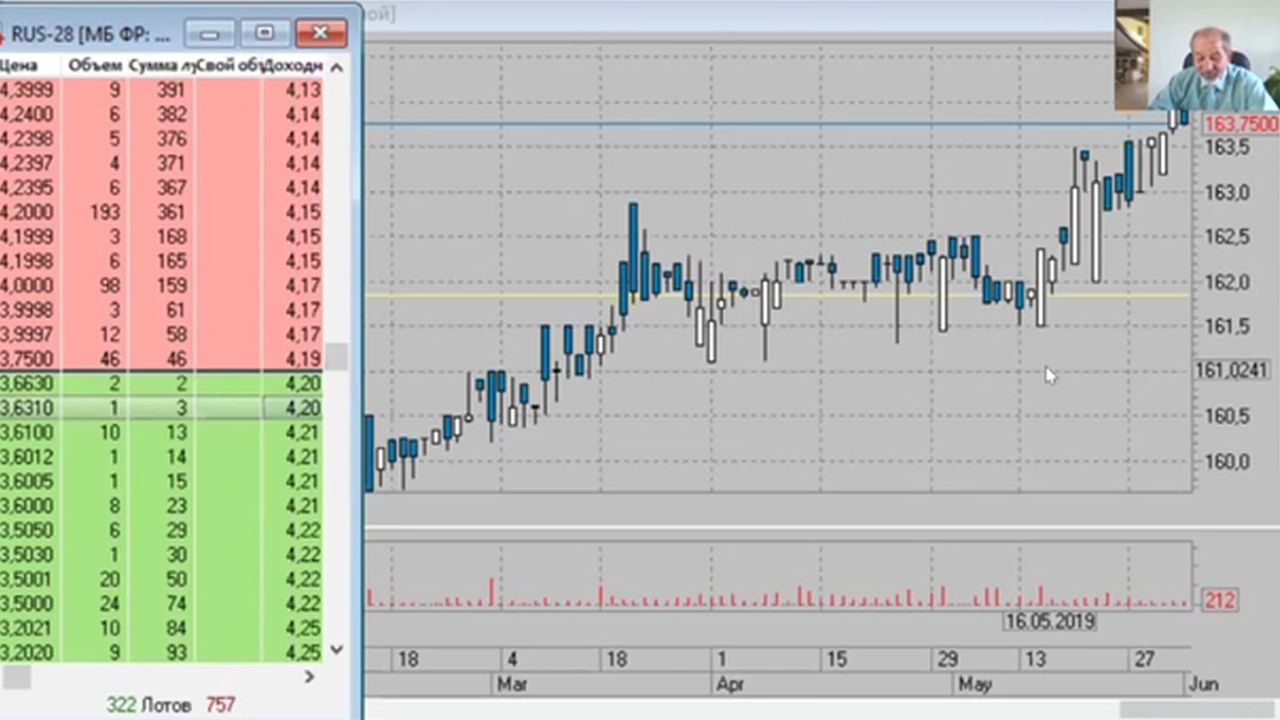 RUS-28 [МБ ФР: ...
ой]
Цена Объем Сумма лу Свой объ Доходн
4,3999 9 391 4,13
4,2400 6 382 4,14
4,2398 5 376 4,14
4,2397 4 371 4,14
4,2395 6 367 4,14
4,2000 193 361 4,15
4,1999 3 168 4,15
4,1998 6 165 4,15
4,0000 98 159 4,17
3,9998 3 61 4,17
3,9997 12 58 4,17
3,7500 46 46 4,19
3,6630 2 2 4,20
3,6310 1 3 4,20
3,6100 10 13 4,21
3,6012 1 14 4,21
3,6005 1 15 4,21
3,6000 8 23 4,21
3,5050 6 29 4,22
3,5030 1 30 4,22
3,5001 20 50 4,22
3,5000 24 74 4,22
3,2021 10 84 4,25
3,2020 9 93 4,25
322 Лотов 757
163.7500
163,5
163,0
162,5
162,0
161,5
161,0241
160,5
160,0
212
16.05.2019
18 4 18 1 15 29 13 27
Mar Apr May Jun